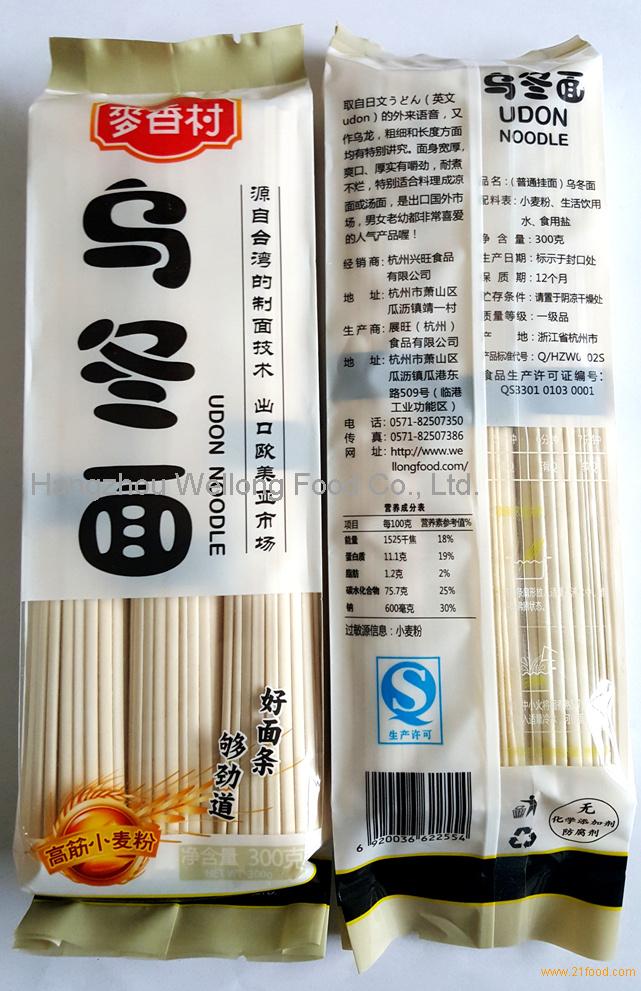 麥香村
乌冬面
UDON NOODLE
源自台湾的制面技术 出口欧美亚市场
好面条
够劲道
高筋小麦粉
净含量 300克
NET WT 300g
取自日文うどん（英文
udon）的外来语音，又
作乌龙，粗细和长度方面
均有特别讲究。面身宽厚，
爽口、厚实有嚼劲，耐煮
不烂，特别适合料理成凉
面或汤面，是出口国外市
场，男女老幼都非常喜爱
的人气产品喔！
经销商：杭州兴旺食品
有限公司
地 址：杭州市萧山区
瓜沥镇靖一村
生产商：展旺（杭州）
食品有限公司
地 址：杭州市萧山区
瓜沥镇瓜港东
路509号（临港
工业功能区）
电 话：0571-82507350
传 真：0571-82507386
网 址：http://www.we
llongfood.com/
营养成分表
项目 每100克 营养素参考值%
能量 1525千焦 18%
蛋白质 11.1克 19%
脂肪 1.2克 2%
碳水化合物 75.7克 25%
钠 600毫克 30%
过敏源信息：小麦粉
S
生产许可
6 920036 622554
乌冬面
UDON
NOODLE
品名：（普通挂面）乌冬面
配料表：小麦粉、生活饮用
水、食用盐
净 含 量：300克
生产日期：标示于封口处
保 质 期：12个月
贮存条件：请置于阴凉干燥处
质量等级：一级品
产 地：浙江省杭州市
产品标准代号：Q/HZW 02S
食品生产许可证编号：
QS3301 0103 0001
无
化学添加剂
防腐剂
Hangzhou Wellong Food Co., Ltd.
www.21food.com